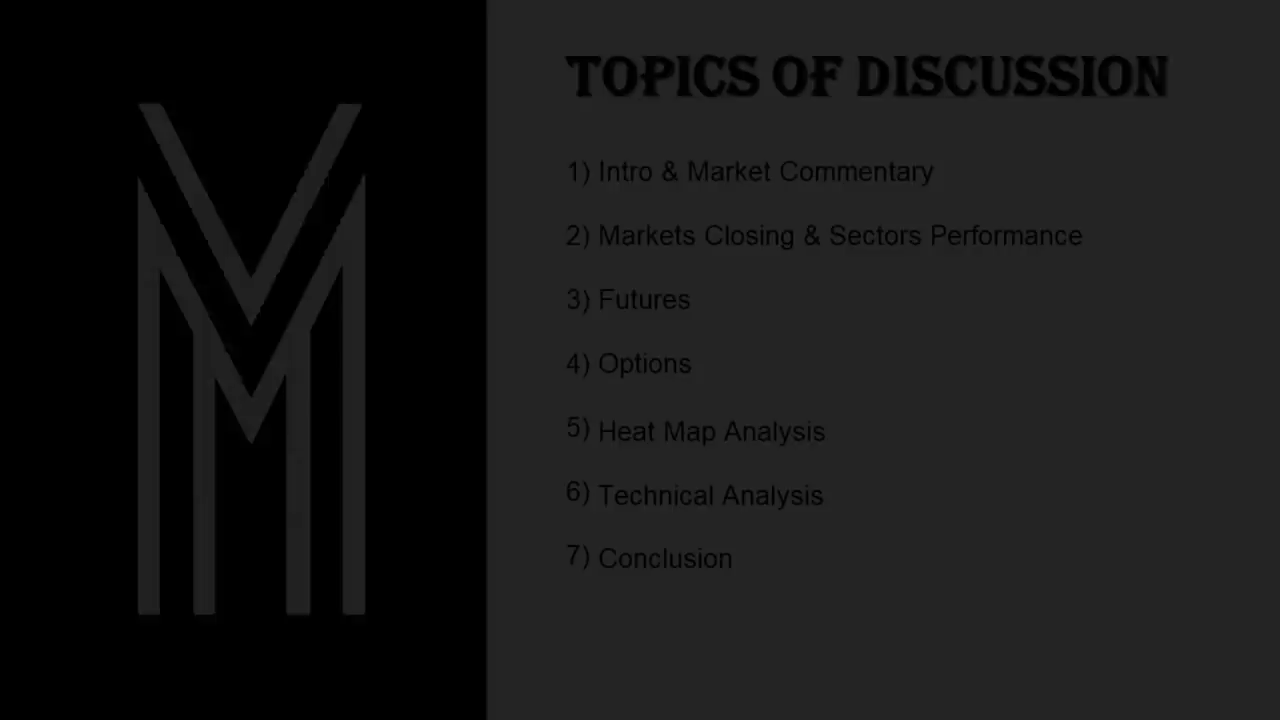 TOPICS OF DISCUSSION
1) Intro & Market Commentary
2) Markets Closing & Sectors Performance
3) Futures
4) Options
5) Heat Map Analysis
6) Technical Analysis
7) Conclusion